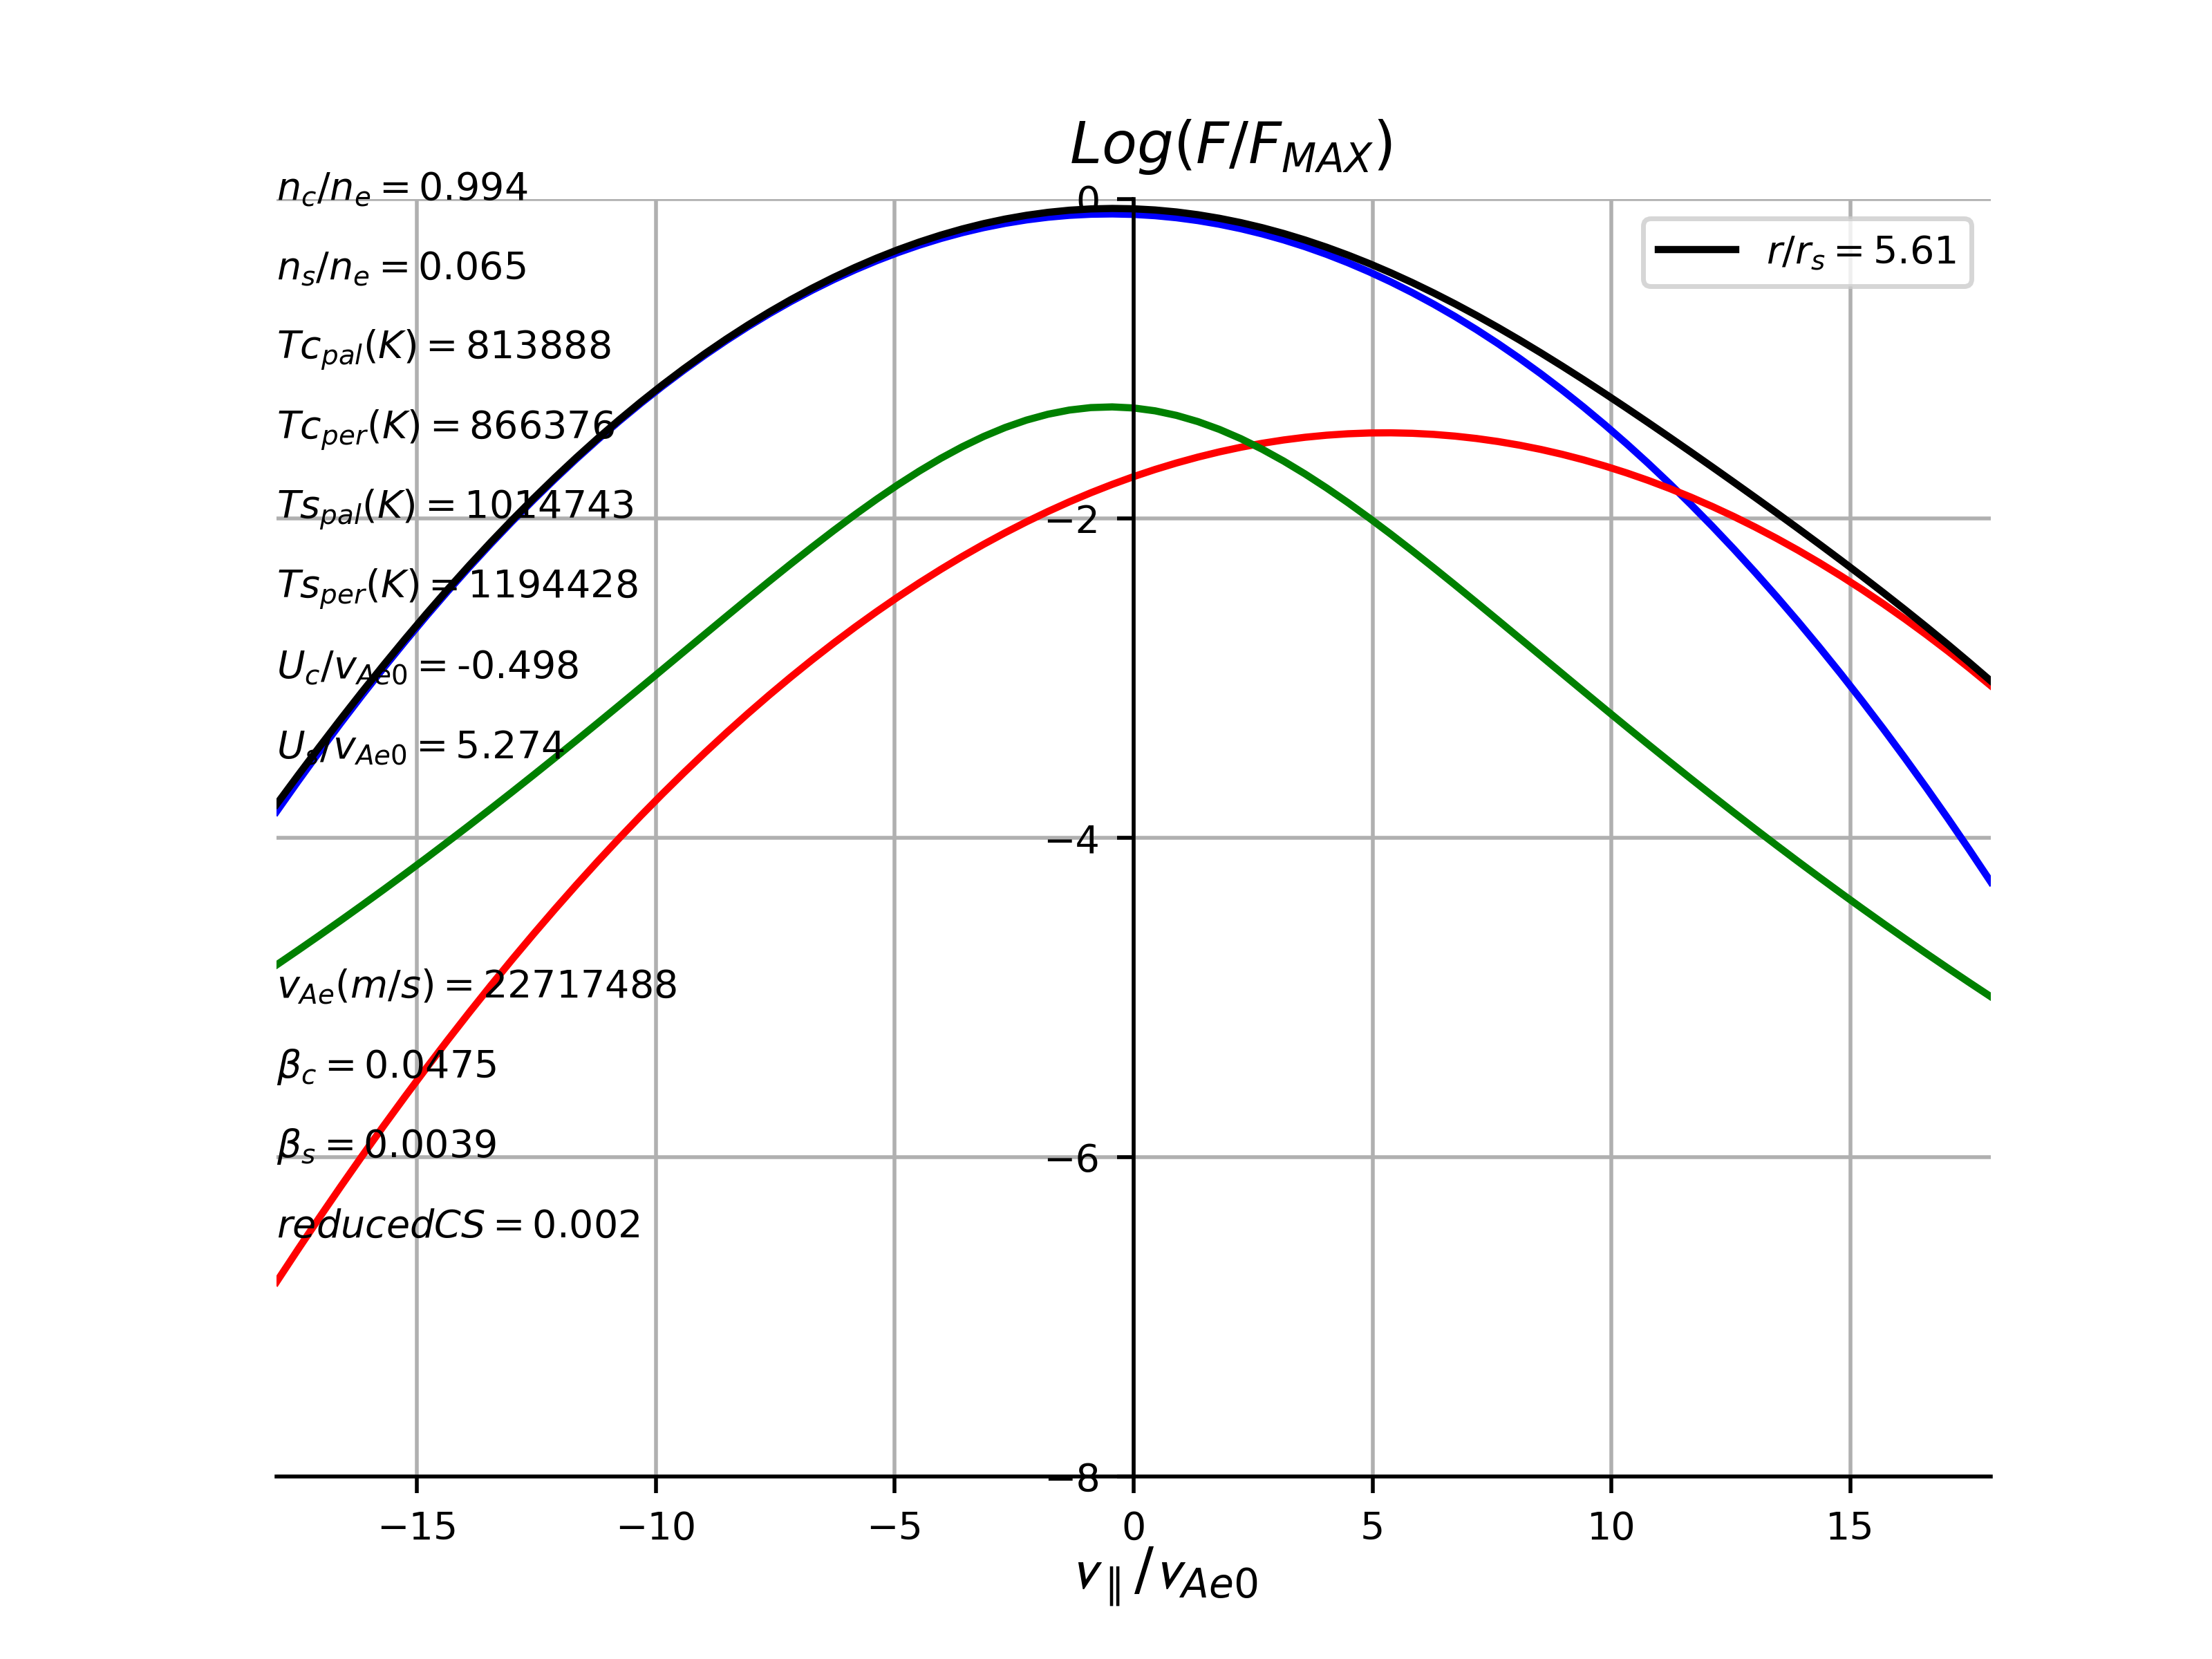 Log(F/F_MAX)
n_c/n_e = 0.994
0
r/r_s = 5.61
n_s/n_e = 0.065
Tc_pal(K) = 813888
Tc_per(K) = 866376
Ts_pal(K) = 1014743
−2
Ts_per(K) = 1194428
U_c/v_Ae0 = -0.498
U_s/v_Ae0 = 5.274
−4
v_Ae(m/s) = 22717488
β_c = 0.0475
β_s = 0.0039
−6
reducedCS = 0.002
−8
−15 −10 −5 0 5 10 15
v_∥/v_Ae0